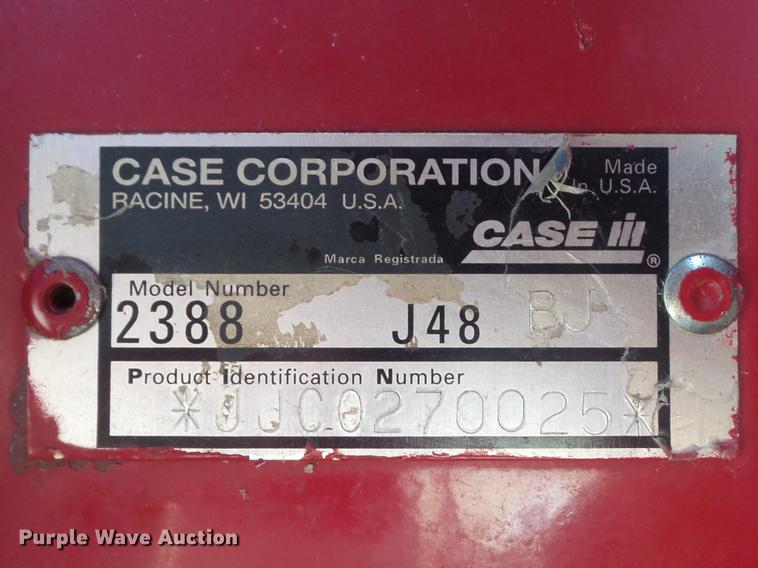 CASE CORPORATION
Made
In U.S.A.
RACINE, WI 53404 U.S.A.
CASE IH
®
Marca Registrada
Model Number
2388 J48 BJ
Product Identification Number
*JJC0270025*
Purple Wave Auction